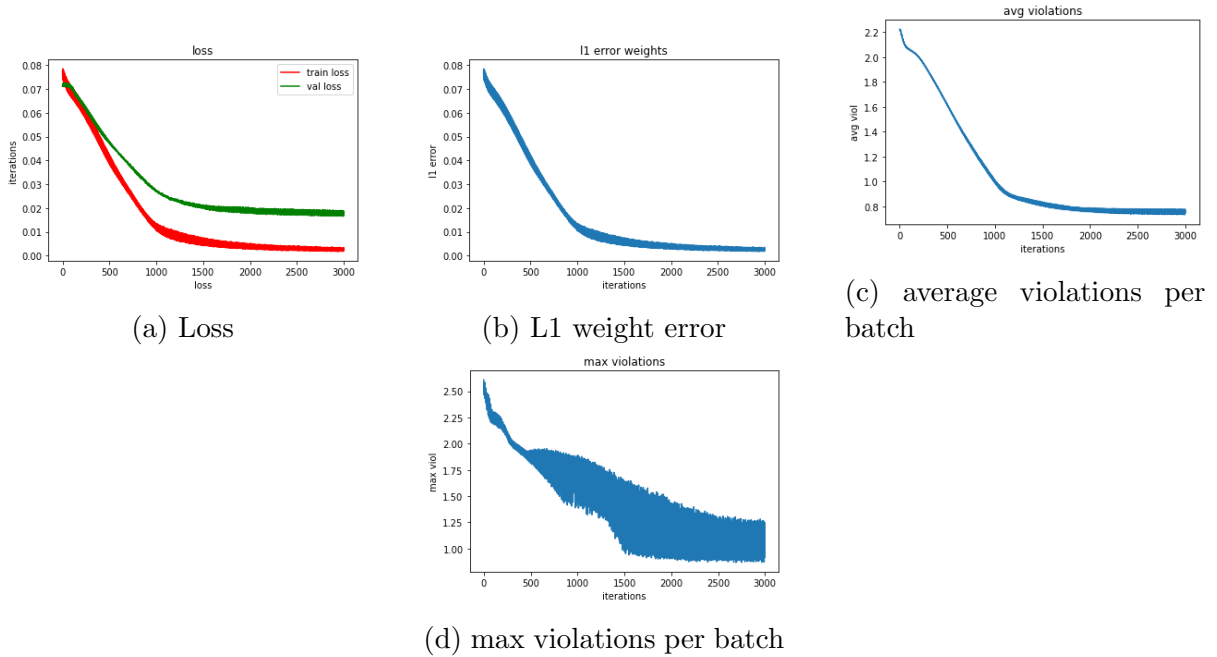 loss
0.08
0.07
0.06
0.05
0.04
0.03
0.02
0.01
0.00
iterations
train loss
val loss
0 500 1000 1500 2000 2500 3000
loss
(a) Loss
l1 error weights
0.08
0.07
0.06
0.05
0.04
0.03
0.02
0.01
0.00
l1 error
0 500 1000 1500 2000 2500 3000
iterations
(b) L1 weight error
avg violations
2.2
2.0
1.8
1.6
1.4
1.2
1.0
0.8
avg viol
0 500 1000 1500 2000 2500 3000
iterations
(c) average violations per
batch
max violations
2.50
2.25
2.00
1.75
1.50
1.25
1.00
max viol
0 500 1000 1500 2000 2500 3000
iterations
(d) max violations per batch